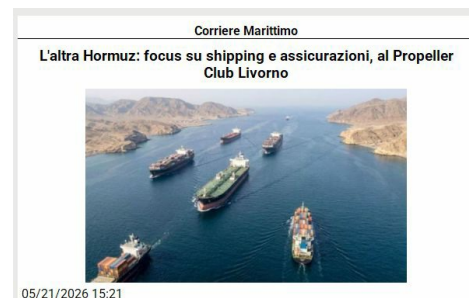 Corriere Marittimo
L'altra Hormuz: focus su shipping e assicurazioni, al Propeller
Club Livorno
05/21/2026 15:21